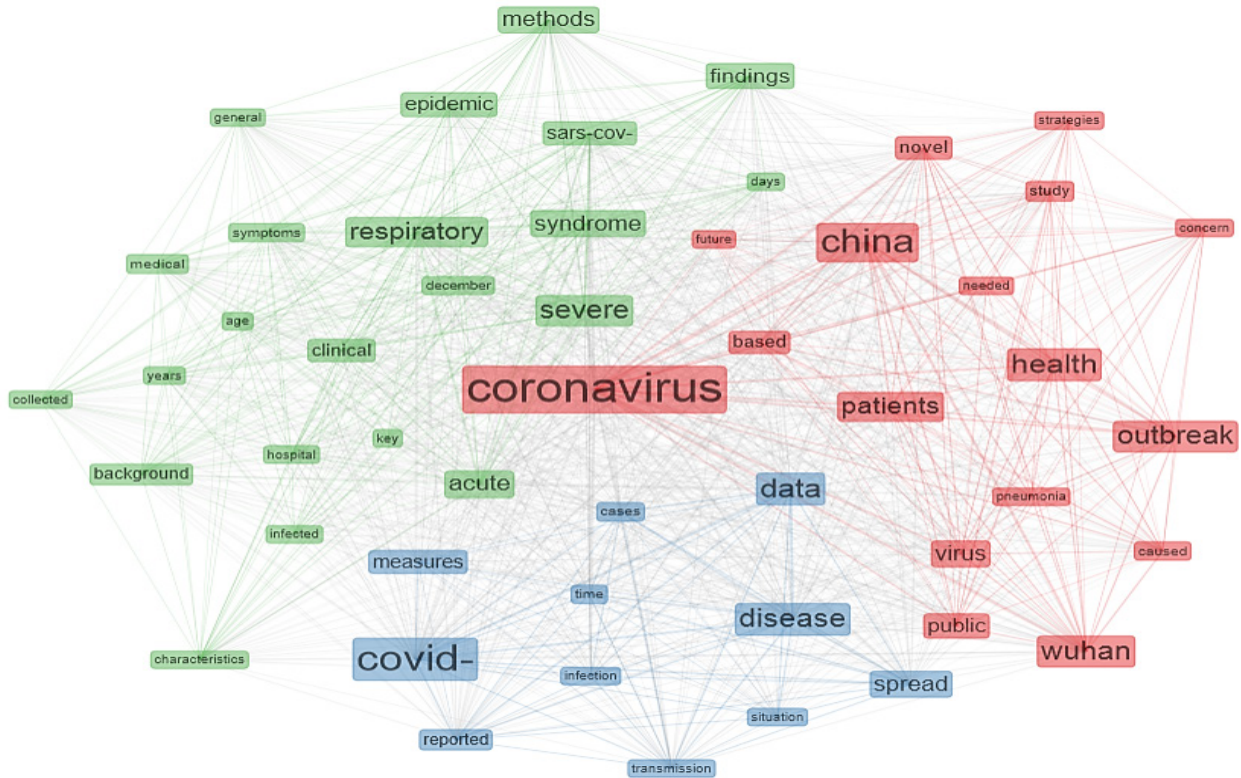 methods
findings
epidemic
general
strategies
sars-cov-
novel
days
study
syndrome
concern
respiratory
symptoms
future
china
medical
december
needed
severe
age
based
clinical
health
years
coronavirus
collected
patients
outbreak
key
hospital
background
acute
data
pneumonia
cases
infected
virus
caused
measures
time
disease
public
wuhan
characteristics
covid-
infection
spread
situation
reported
transmission